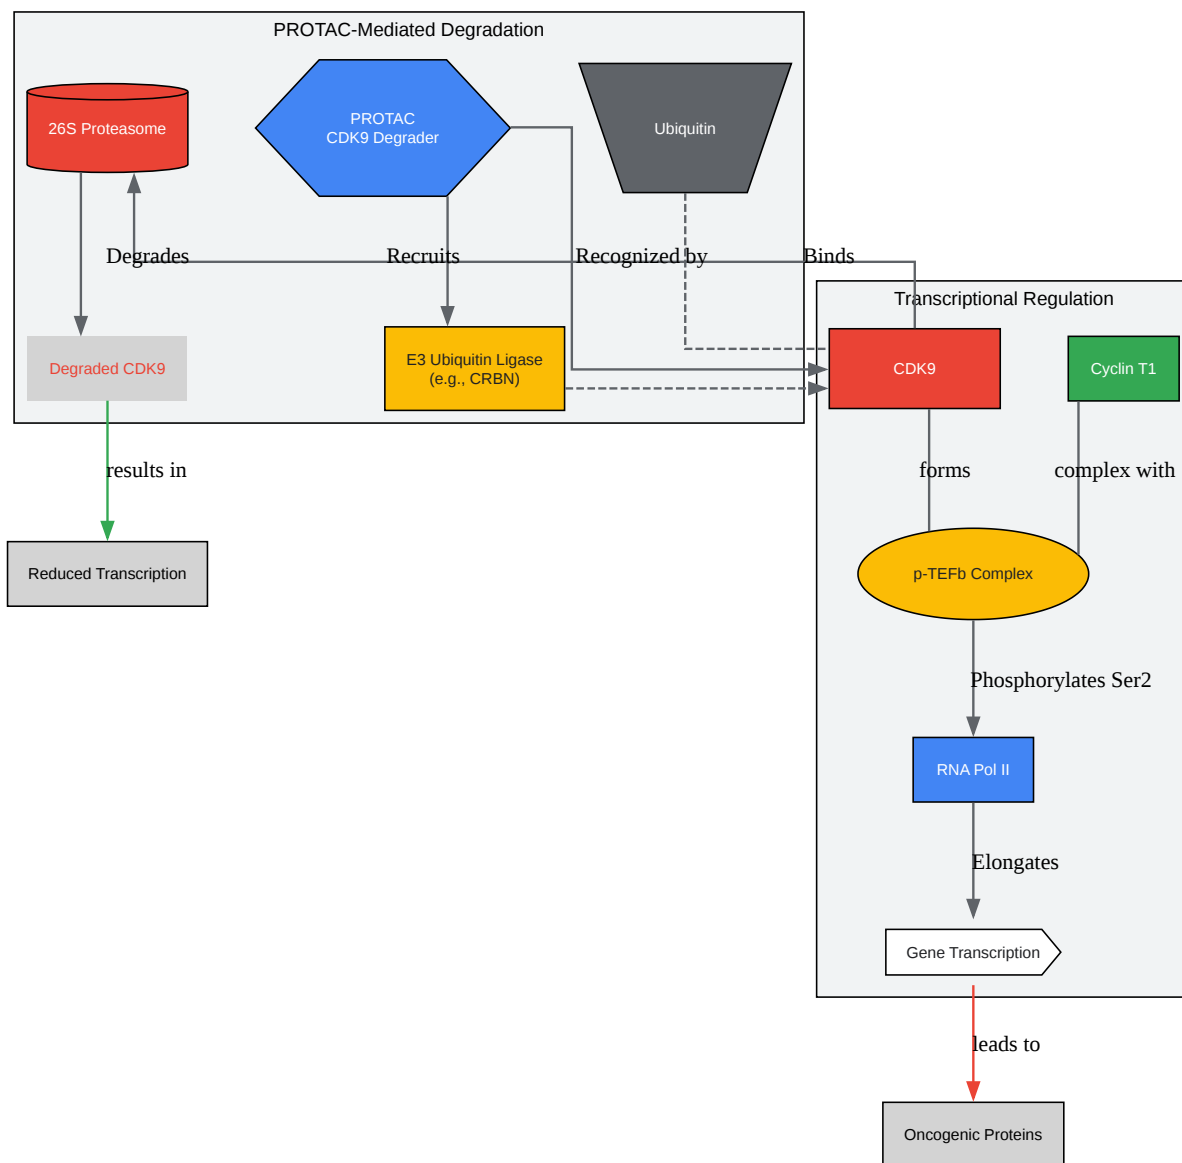 PROTAC-Mediated Degradation
26S Proteasome
PROTAC
CDK9 Degrader
Ubiquitin
Degrades
Recruits
Recognized by
Binds
Transcriptional Regulation
Degraded CDK9
E3 Ubiquitin Ligase
(e.g., CRBN)
CDK9
Cyclin T1
results in
forms
complex with
Reduced Transcription
p-TEFb Complex
Phosphorylates Ser2
RNA Pol II
Elongates
Gene Transcription
leads to
Oncogenic Proteins